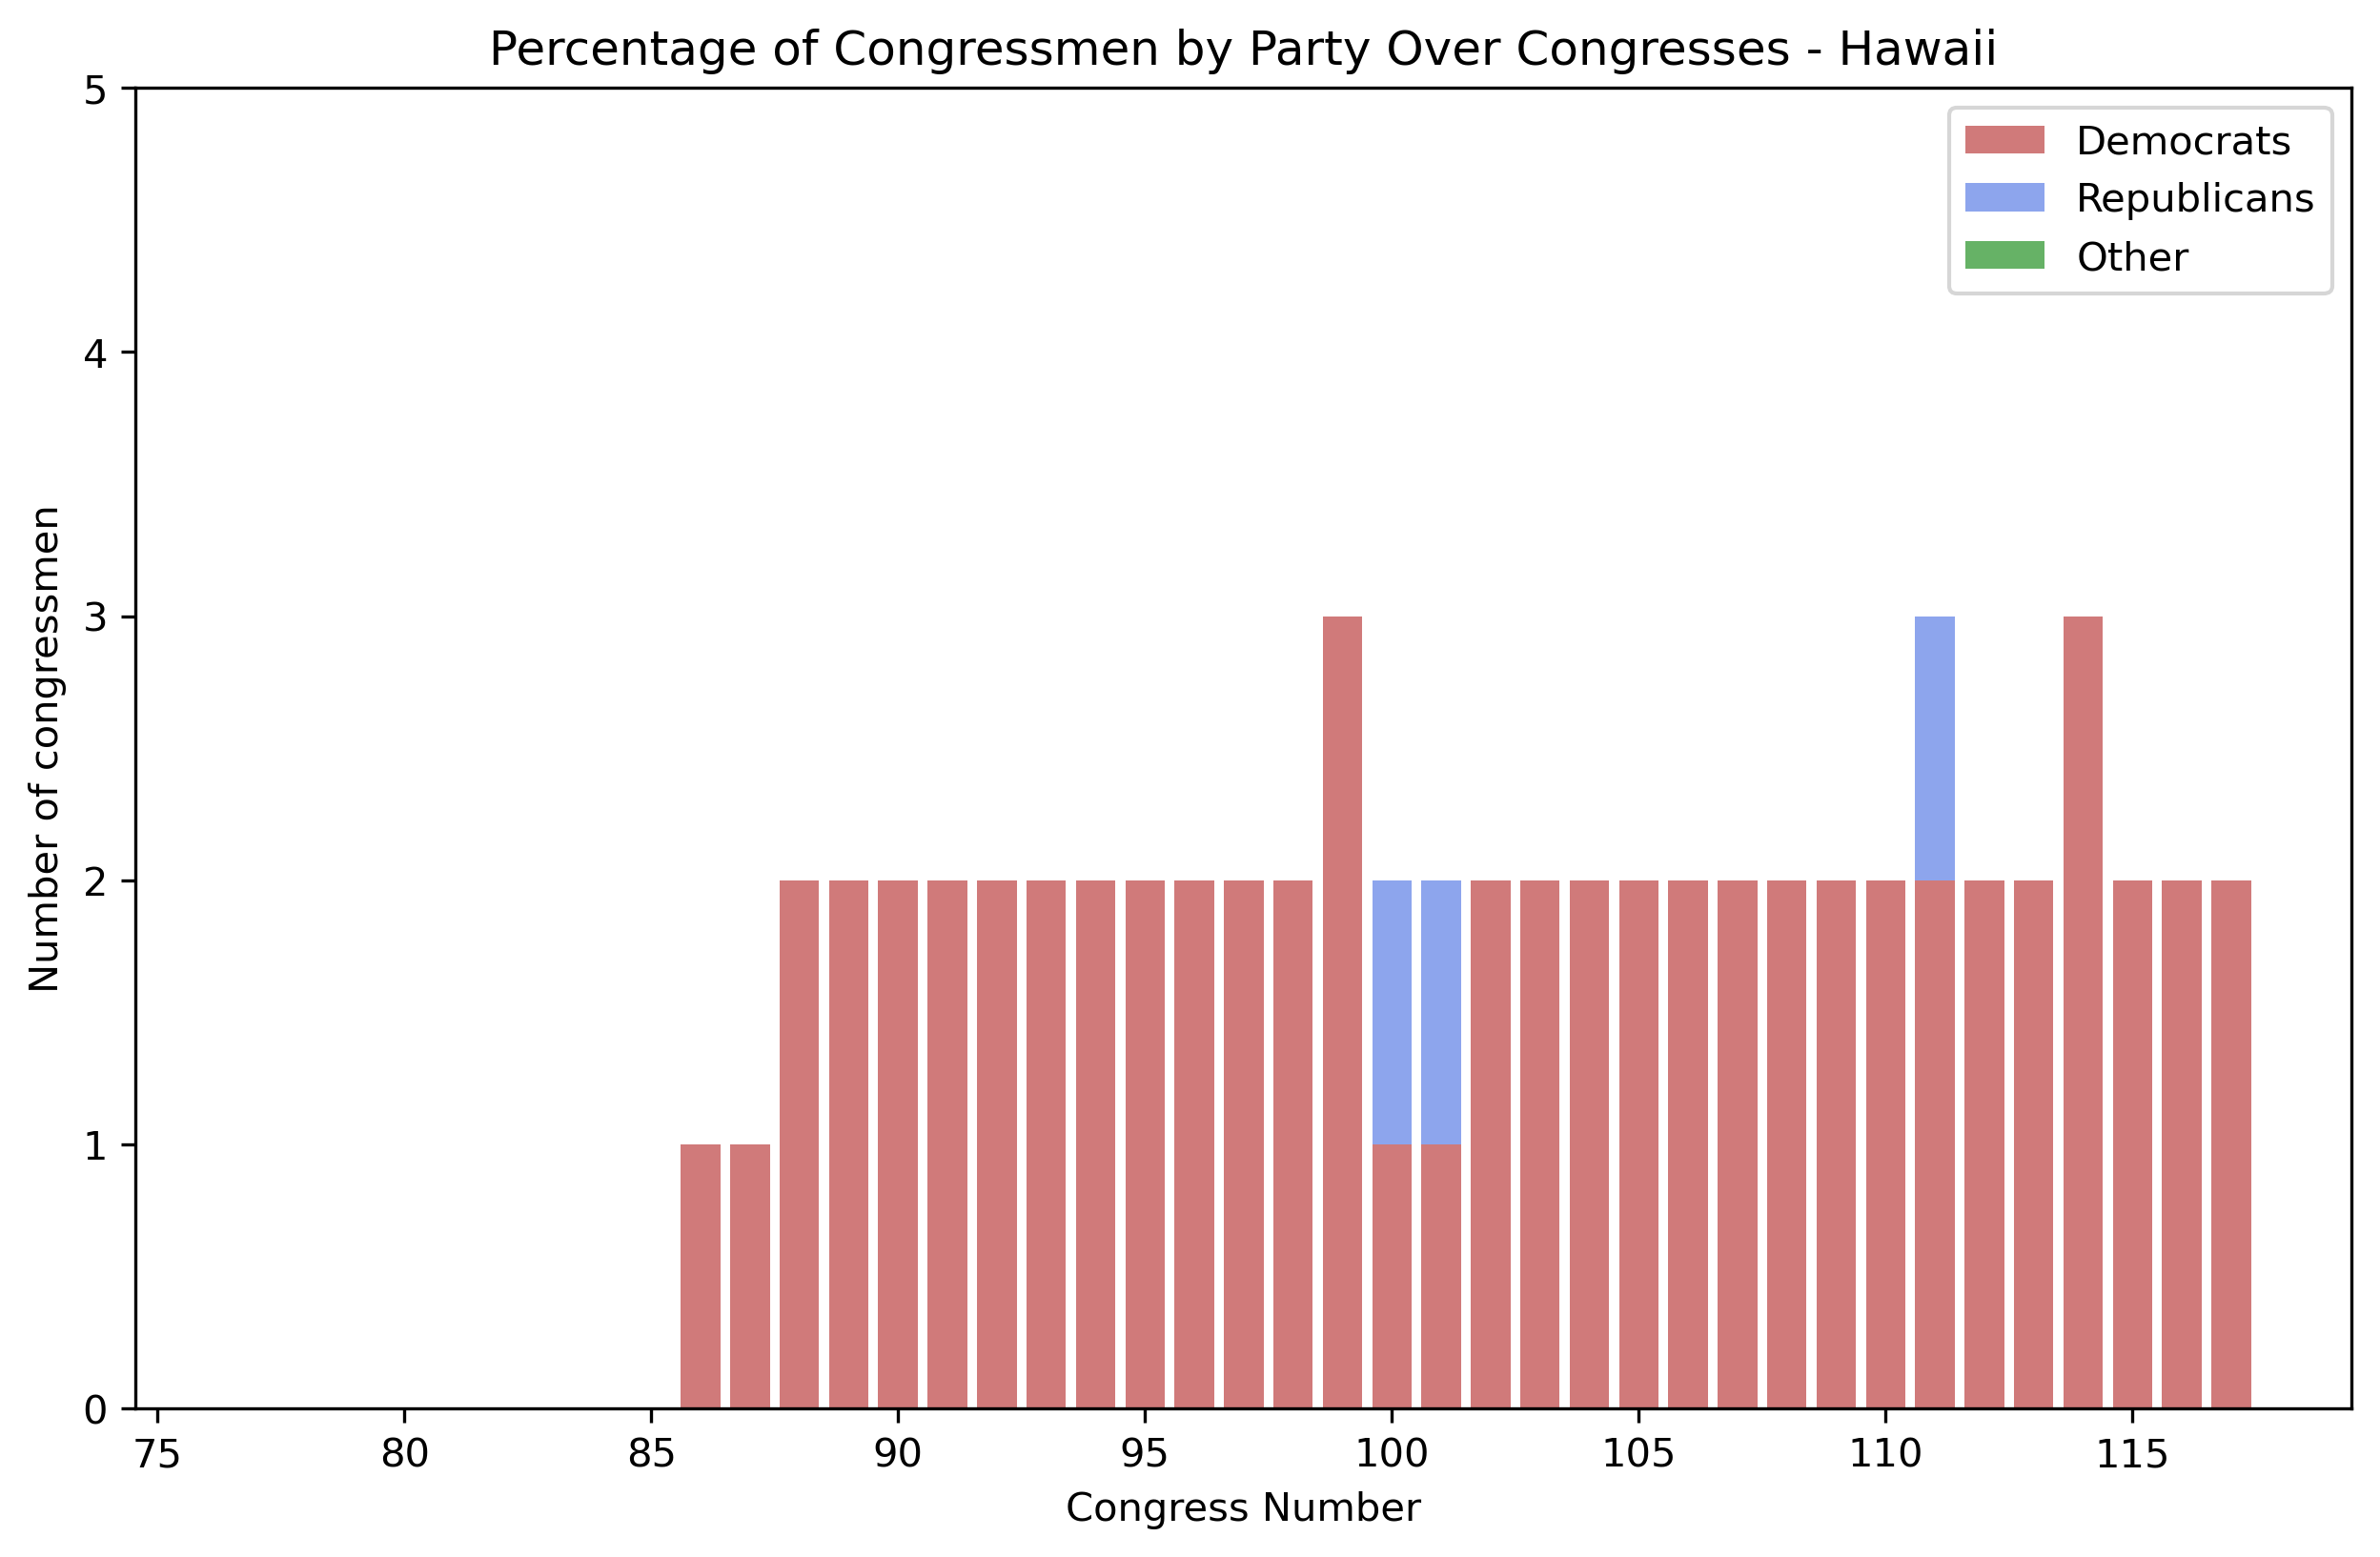 Percentage of Congressmen by Party Over Congresses - Hawaii
5
4
3
2
1
0
Number of congressmen
Democrats
Republicans
Other
75 80 85 90 95 100 105 110 115
Congress Number